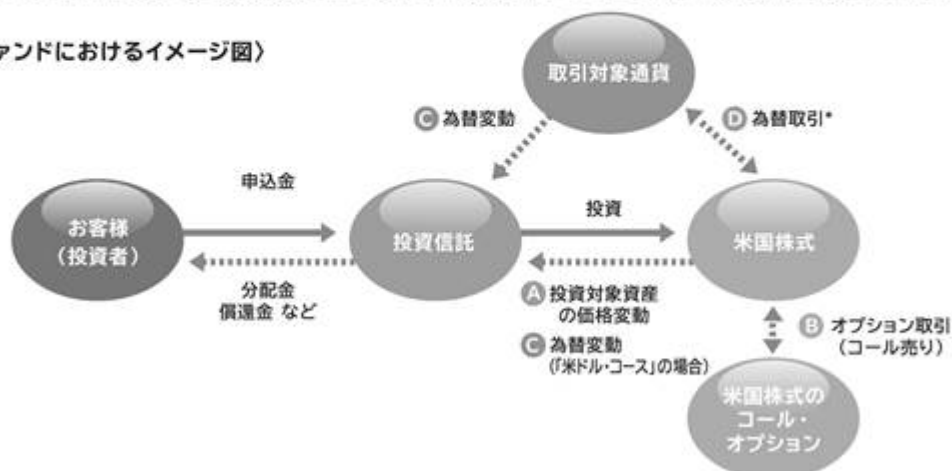 ァンドにおけるイメージ図〉
取引対象通貨
C 為替変動
D 為替取引*
申込金
投資
お客様
(投資者)
投資信託
米国株式
分配金
償還金 など
A 投資対象資産
の価格変動
C 為替変動
(「米ドル・コース」の場合)
B オプション取引
(コール売り)
米国株式の
コール・
オプション